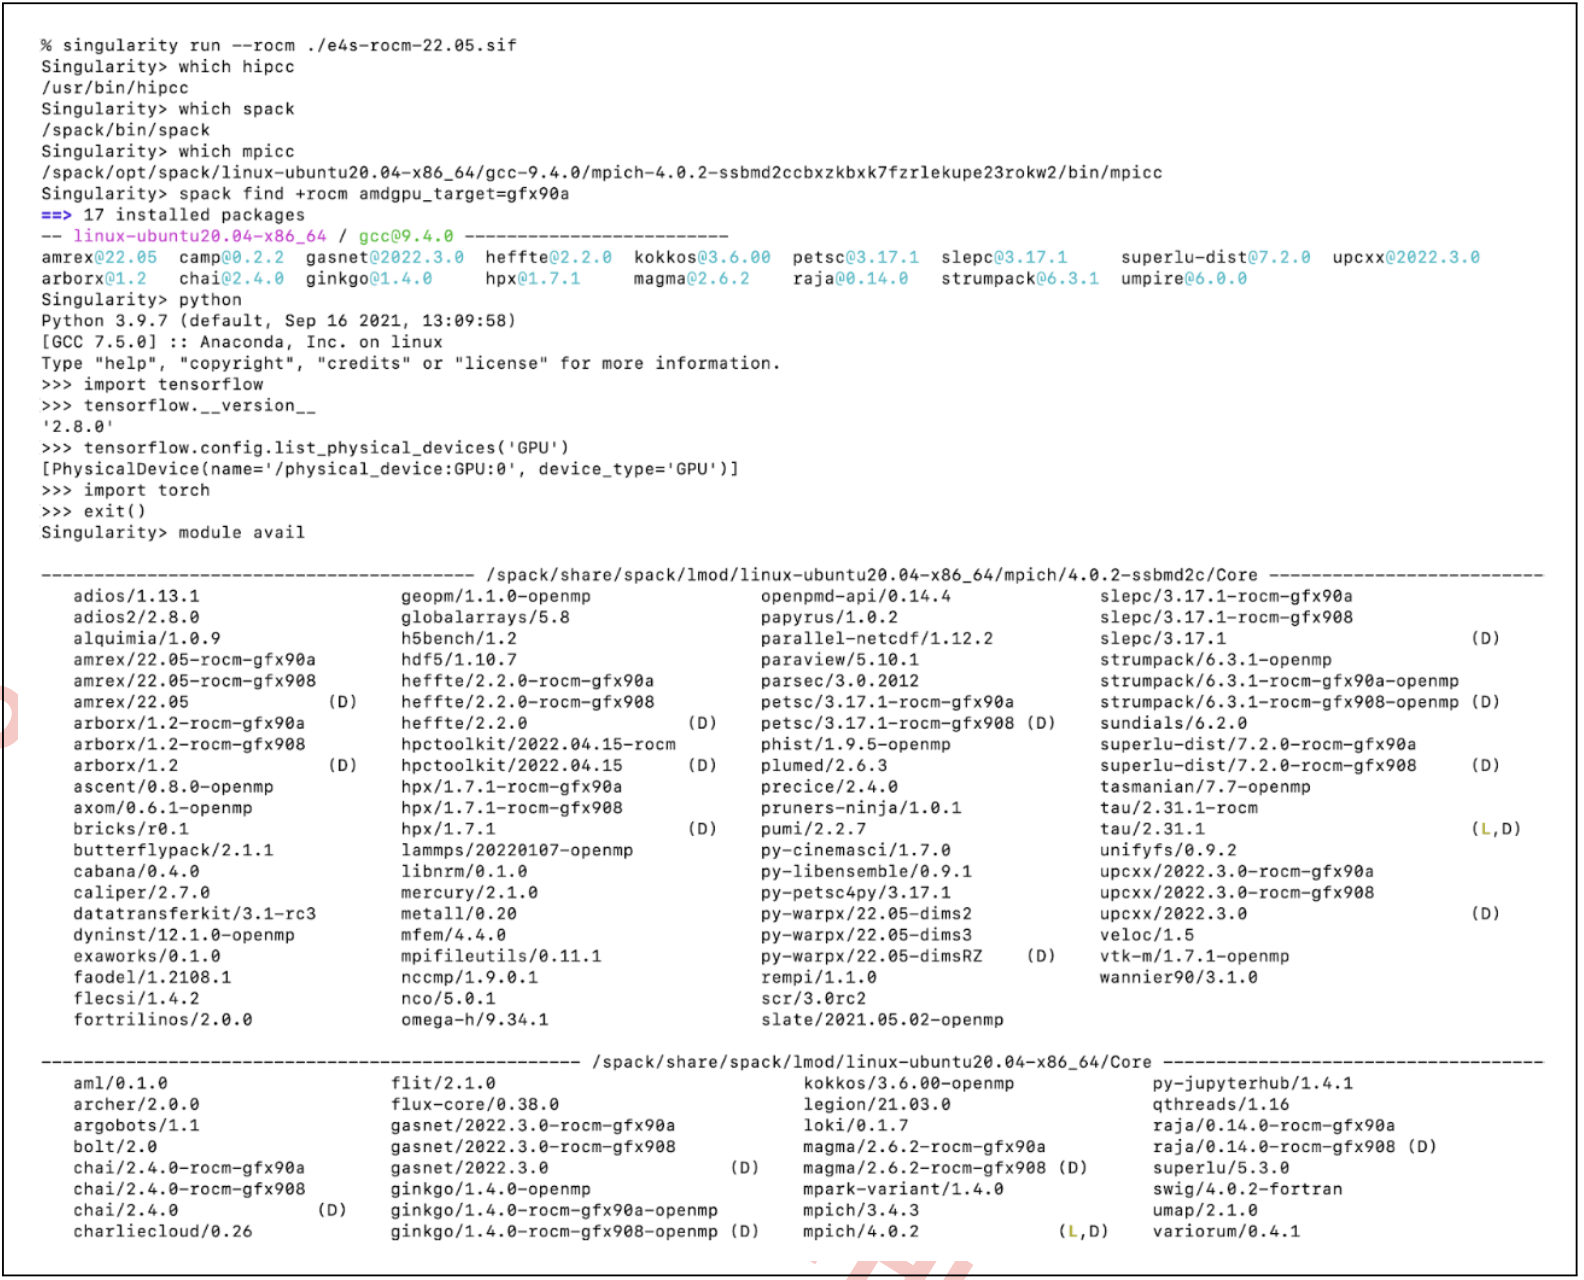 % singularity run --rocm ./e4s-rocm-22.05.sif
Singularity> which hipcc
/usr/bin/hipcc
Singularity> which spack
/spack/bin/spack
Singularity> which mpicc
/spack/opt/spack/linux-ubuntu20.04-x86_64/gcc-9.4.0/mpich-4.0.2-ssbmd2ccbxzkbxk7fzrlekupe23rokw2/bin/mpicc
Singularity> spack find +rocm amdgpu_target=gfx90a
==> 17 installed packages
-- linux-ubuntu20.04-x86_64 / gcc@9.4.0 -------------------------
amrex@22.05  camp@0.2.2  gasnet@2022.3.0  heffte@2.2.0  kokkos@3.6.00  petsc@3.17.1  slepc@3.17.1     superlu-dist@7.2.0  upcxx@2022.3.0
arborx@1.2   chai@2.4.0  ginkgo@1.4.0     hpx@1.7.1     magma@2.6.2    raja@0.14.0   strumpack@6.3.1  umpire@6.0.0
Singularity> python
Python 3.9.7 (default, Sep 16 2021, 13:09:58)
[GCC 7.5.0] :: Anaconda, Inc. on linux
Type "help", "copyright", "credits" or "license" for more information.
>>> import tensorflow
>>> tensorflow.__version__
'2.8.0'
>>> tensorflow.config.list_physical_devices('GPU')
[PhysicalDevice(name='/physical_device:GPU:0', device_type='GPU')]
>>> import torch
>>> exit()
Singularity> module avail
----------------------------------------- /spack/share/spack/lmod/linux-ubuntu20.04-x86_64/mpich/4.0.2-ssbmd2c/Core --------------------------
adios/1.13.1 geopm/1.1.0-openmp openpmd-api/0.14.4 slepc/3.17.1-rocm-gfx90a
adios2/2.8.0 globalarrays/5.8 papyrus/1.0.2 slepc/3.17.1-rocm-gfx908
alquimia/1.0.9 h5bench/1.2 parallel-netcdf/1.12.2 slepc/3.17.1 (D)
amrex/22.05-rocm-gfx90a hdf5/1.10.7 paraview/5.10.1 strumpack/6.3.1-openmp
amrex/22.05-rocm-gfx908 heffte/2.2.0-rocm-gfx90a parsec/3.0.2012 strumpack/6.3.1-rocm-gfx90a-openmp
amrex/22.05 (D) heffte/2.2.0-rocm-gfx908 petsc/3.17.1-rocm-gfx90a strumpack/6.3.1-rocm-gfx908-openmp (D)
arborx/1.2-rocm-gfx90a heffte/2.2.0 (D) petsc/3.17.1-rocm-gfx908 (D) sundials/6.2.0
arborx/1.2-rocm-gfx908 hpctoolkit/2022.04.15-rocm phist/1.9.5-openmp superlu-dist/7.2.0-rocm-gfx90a
arborx/1.2 (D) hpctoolkit/2022.04.15 (D) plumed/2.6.3 superlu-dist/7.2.0-rocm-gfx908 (D)
ascent/0.8.0-openmp hpx/1.7.1-rocm-gfx90a precice/2.4.0 tasmanian/7.7-openmp
axom/0.6.1-openmp hpx/1.7.1-rocm-gfx908 pruners-ninja/1.0.1 tau/2.31.1-rocm
bricks/r0.1 hpx/1.7.1 (D) pumi/2.2.7 tau/2.31.1 (L,D)
butterflypack/2.1.1 lammps/20220107-openmp py-cinemasci/1.7.0 unifyfs/0.9.2
cabana/0.4.0 libnrm/0.1.0 py-libensemble/0.9.1 upcxx/2022.3.0-rocm-gfx90a
caliper/2.7.0 mercury/2.1.0 py-petsc4py/3.17.1 upcxx/2022.3.0-rocm-gfx908
datatransferkit/3.1-rc3 metall/0.20 py-warpx/22.05-dims2 upcxx/2022.3.0 (D)
dyninst/12.1.0-openmp mfem/4.4.0 py-warpx/22.05-dims3 veloc/1.5
exaworks/0.1.0 mpifileutils/0.11.1 py-warpx/22.05-dimsRZ (D) vtk-m/1.7.1-openmp
faodel/1.2108.1 nccmp/1.9.0.1 rempi/1.1.0 wannier90/3.1.0
flecsi/1.4.2 nco/5.0.1 scr/3.0rc2
fortrilinos/2.0.0 omega-h/9.34.1 slate/2021.05.02-openmp
--------------------------------------------------- /spack/share/spack/lmod/linux-ubuntu20.04-x86_64/Core ------------------------------------
aml/0.1.0 flit/2.1.0 kokkos/3.6.00-openmp py-jupyterhub/1.4.1
archer/2.0.0 flux-core/0.38.0 legion/21.03.0 qthreads/1.16
argobots/1.1 gasnet/2022.3.0-rocm-gfx90a loki/0.1.7 raja/0.14.0-rocm-gfx90a
bolt/2.0 gasnet/2022.3.0-rocm-gfx908 magma/2.6.2-rocm-gfx90a raja/0.14.0-rocm-gfx908 (D)
chai/2.4.0-rocm-gfx90a gasnet/2022.3.0 (D) magma/2.6.2-rocm-gfx908 (D) superlu/5.3.0
chai/2.4.0-rocm-gfx908 ginkgo/1.4.0-openmp mpark-variant/1.4.0 swig/4.0.2-fortran
chai/2.4.0 (D) ginkgo/1.4.0-rocm-gfx90a-openmp mpich/3.4.3 umap/2.1.0
charliecloud/0.26 ginkgo/1.4.0-rocm-gfx908-openmp (D) mpich/4.0.2 (L,D) variorum/0.4.1